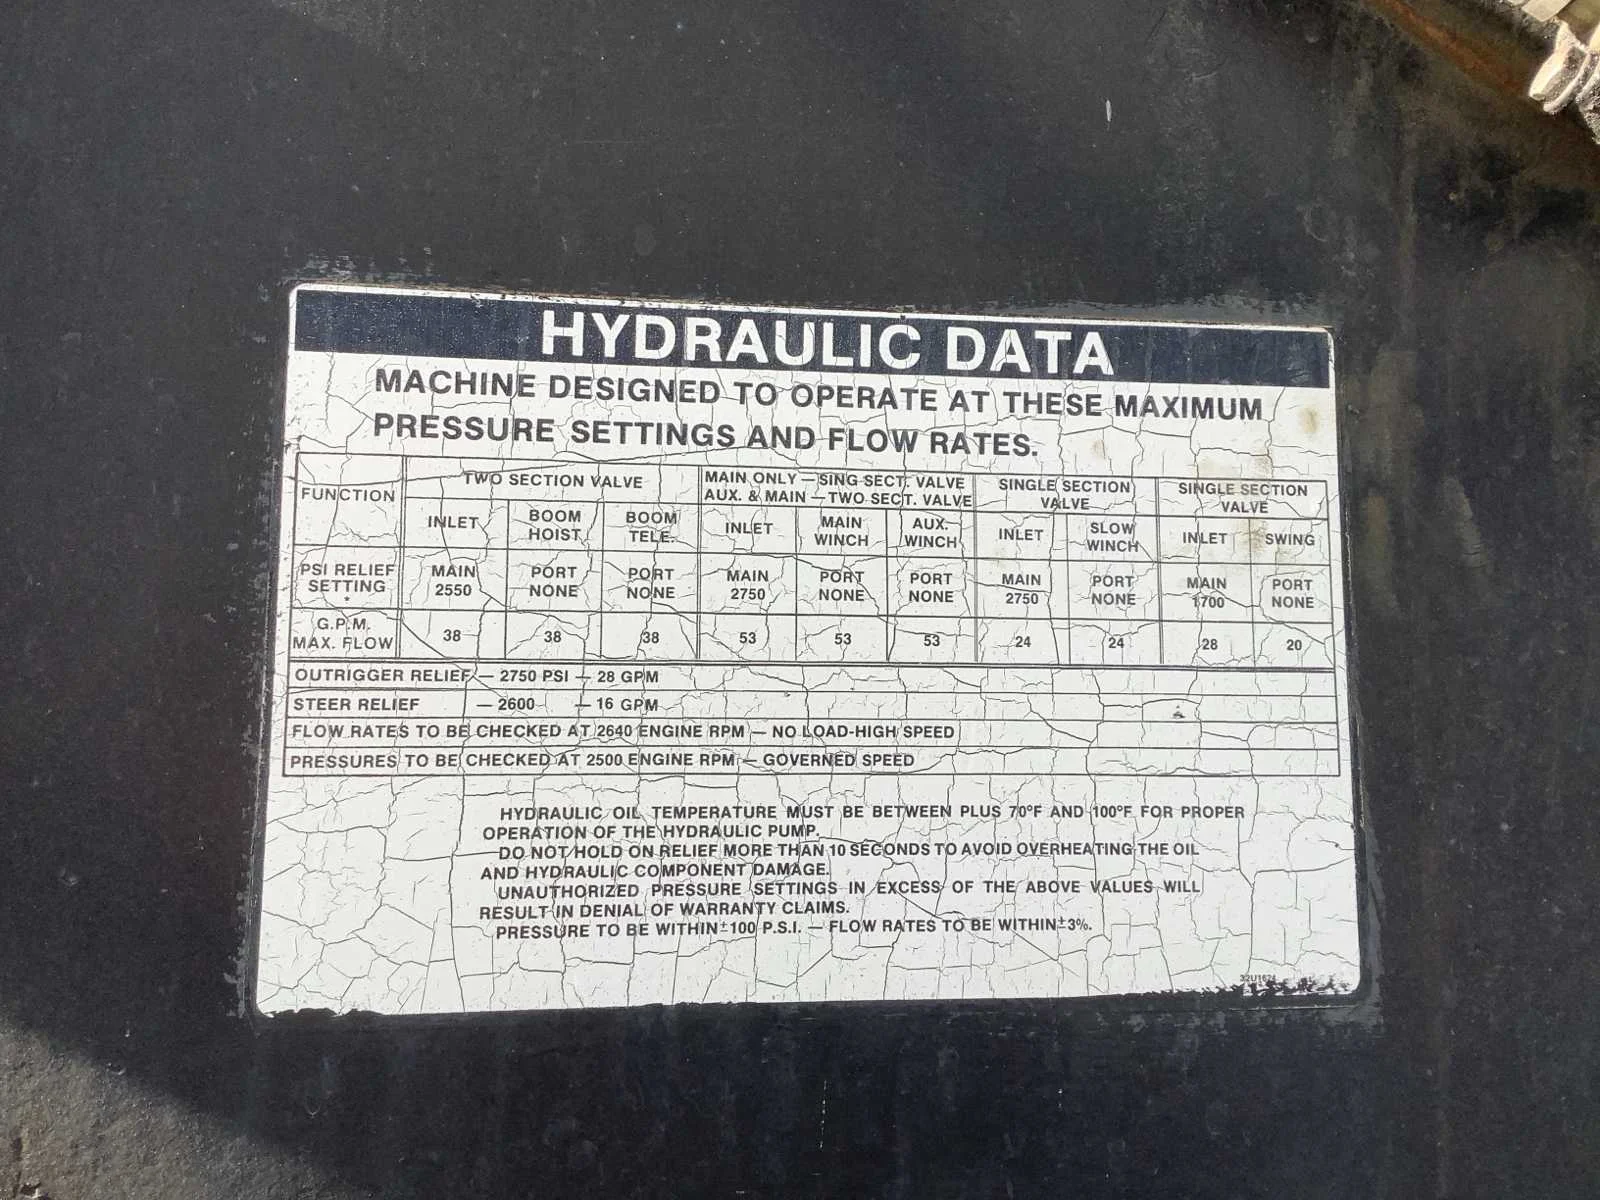 HYDRAULIC DATA
MACHINE DESIGNED TO OPERATE AT THESE MAXIMUM
PRESSURE SETTINGS AND FLOW RATES.
FUNCTION
TWO SECTION VALVE
MAIN ONLY — SING SECT. VALVE
AUX. & MAIN — TWO SECT. VALVE
SINGLE SECTION
VALVE
SINGLE SECTION
VALVE
INLET
BOOM
HOIST
BOOM
TELE.
INLET
MAIN
WINCH
AUX.
WINCH
INLET
SLOW
WINCH
INLET
SWING
PSI RELIEF
SETTING
*
MAIN
2550
PORT
NONE
PORT
NONE
MAIN
2750
PORT
NONE
PORT
NONE
MAIN
2750
PORT
NONE
MAIN
1700
PORT
NONE
G.P.M.
MAX. FLOW
38
38
38
53
53
53
24
24
28
20
OUTRIGGER RELIEF — 2750 PSI — 28 GPM
STEER RELIEF — 2600 — 16 GPM
FLOW RATES TO BE CHECKED AT 2640 ENGINE RPM — NO LOAD-HIGH SPEED
PRESSURES TO BE CHECKED AT 2500 ENGINE RPM — GOVERNED SPEED
HYDRAULIC OIL TEMPERATURE MUST BE BETWEEN PLUS 70°F AND 100°F FOR PROPER
OPERATION OF THE HYDRAULIC PUMP.
DO NOT HOLD ON RELIEF MORE THAN 10 SECONDS TO AVOID OVERHEATING THE OIL
AND HYDRAULIC COMPONENT DAMAGE.
UNAUTHORIZED PRESSURE SETTINGS IN EXCESS OF THE ABOVE VALUES WILL
RESULT IN DENIAL OF WARRANTY CLAIMS.
PRESSURE TO BE WITHIN ±100 P.S.I. — FLOW RATES TO BE WITHIN ±3%.